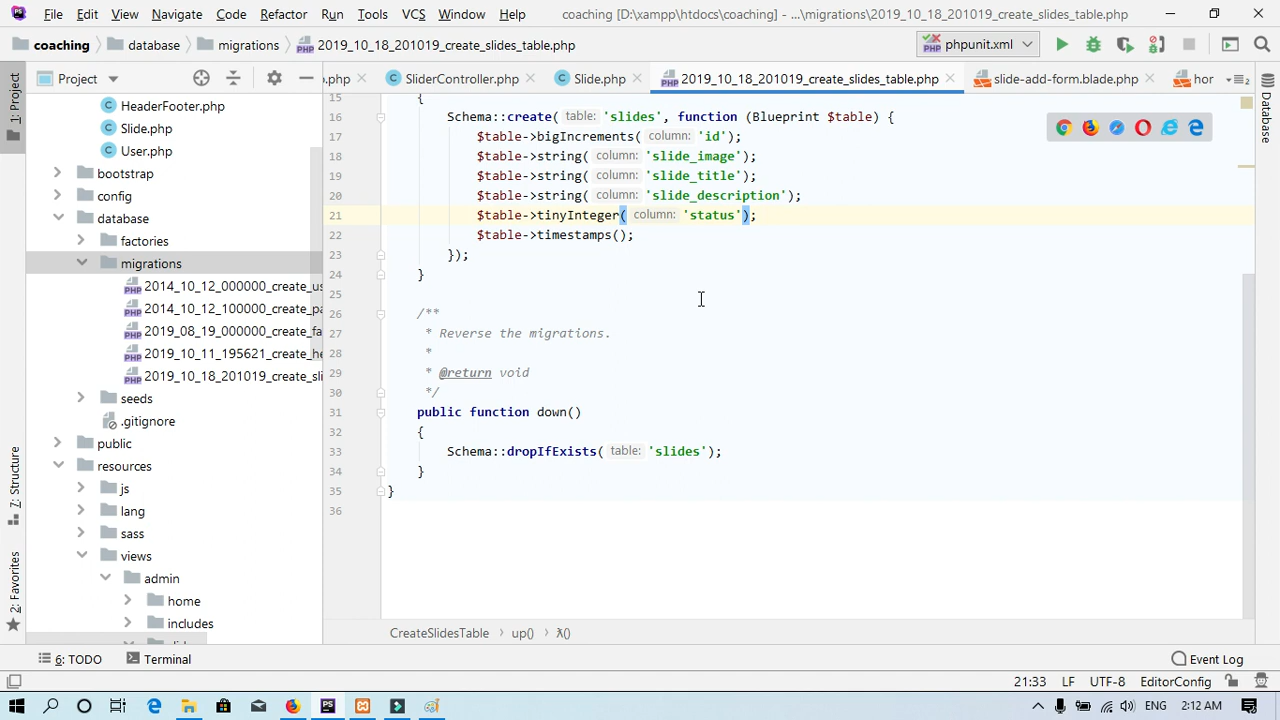 File Edit View Navigate Code Refactor Run Tools VCS Window Help coaching [D:\xampp\htdocs\coaching] - ...\migrations\2019_10_18_201019_create_slides_table.php
coaching database migrations 2019_10_18_201019_create_slides_table.php phpunit.xml
Project
p.php SliderController.php Slide.php 2019_10_18_201019_create_slides_table.php slide-add-form.blade.php hor
1: Project
7: Structure
2: Favorites
Database
HeaderFooter.php
Slide.php
User.php
bootstrap
config
database
factories
migrations
2014_10_12_000000_create_us
2014_10_12_100000_create_pa
2019_08_19_000000_create_fa
2019_10_11_195621_create_he
2019_10_18_201019_create_sli
seeds
.gitignore
public
resources
js
lang
sass
views
admin
home
includes
15 {
16 Schema::create( table: 'slides', function (Blueprint $table) {
17 $table->bigIncrements( column: 'id');
18 $table->string( column: 'slide_image');
19 $table->string( column: 'slide_title');
20 $table->string( column: 'slide_description');
21 $table->tinyInteger( column: 'status');
22 $table->timestamps();
23 });
24 }
25
26 /**
27 * Reverse the migrations.
28 *
29 * @return void
30 */
31 public function down()
32 {
33 Schema::dropIfExists( table: 'slides');
34 }
35 }
36
CreateSlidesTable up() λ()
6: TODO Terminal Event Log
21:33 LF UTF-8 EditorConfig
ENG 2:12 AM